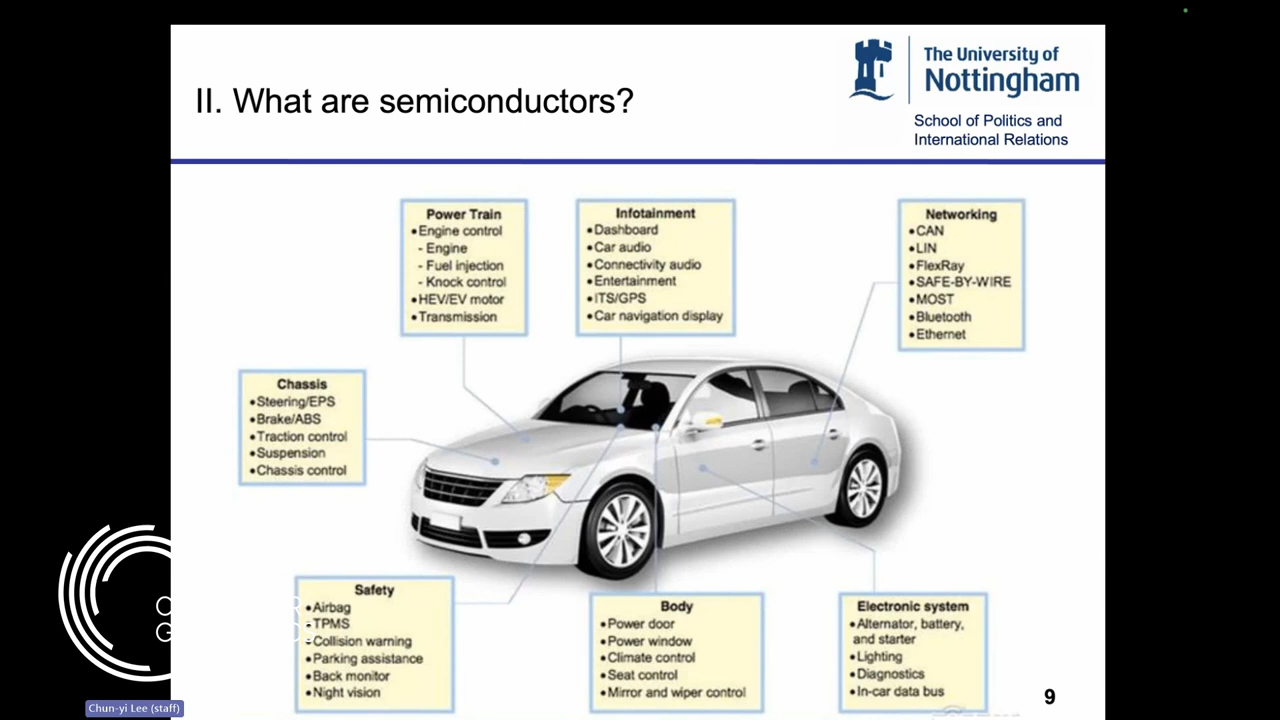 II. What are semiconductors?
The University of
Nottingham
School of Politics and
International Relations
Power Train
•Engine control
- Engine
- Fuel injection
- Knock control
•HEV/EV motor
•Transmission
Infotainment
•Dashboard
•Car audio
•Connectivity audio
•Entertainment
•ITS/GPS
•Car navigation display
Networking
•CAN
•LIN
•FlexRay
•SAFE-BY-WIRE
•MOST
•Bluetooth
•Ethernet
Chassis
•Steering/EPS
•Brake/ABS
•Traction control
•Suspension
•Chassis control
Safety
•Airbag
•TPMS
•Collision warning
•Parking assistance
•Back monitor
•Night vision
Body
•Power door
•Power window
•Climate control
•Seat control
•Mirror and wiper control
Electronic system
•Alternator, battery,
and starter
•Lighting
•Diagnostics
•In-car data bus
9
Chun-yi Lee (staff)